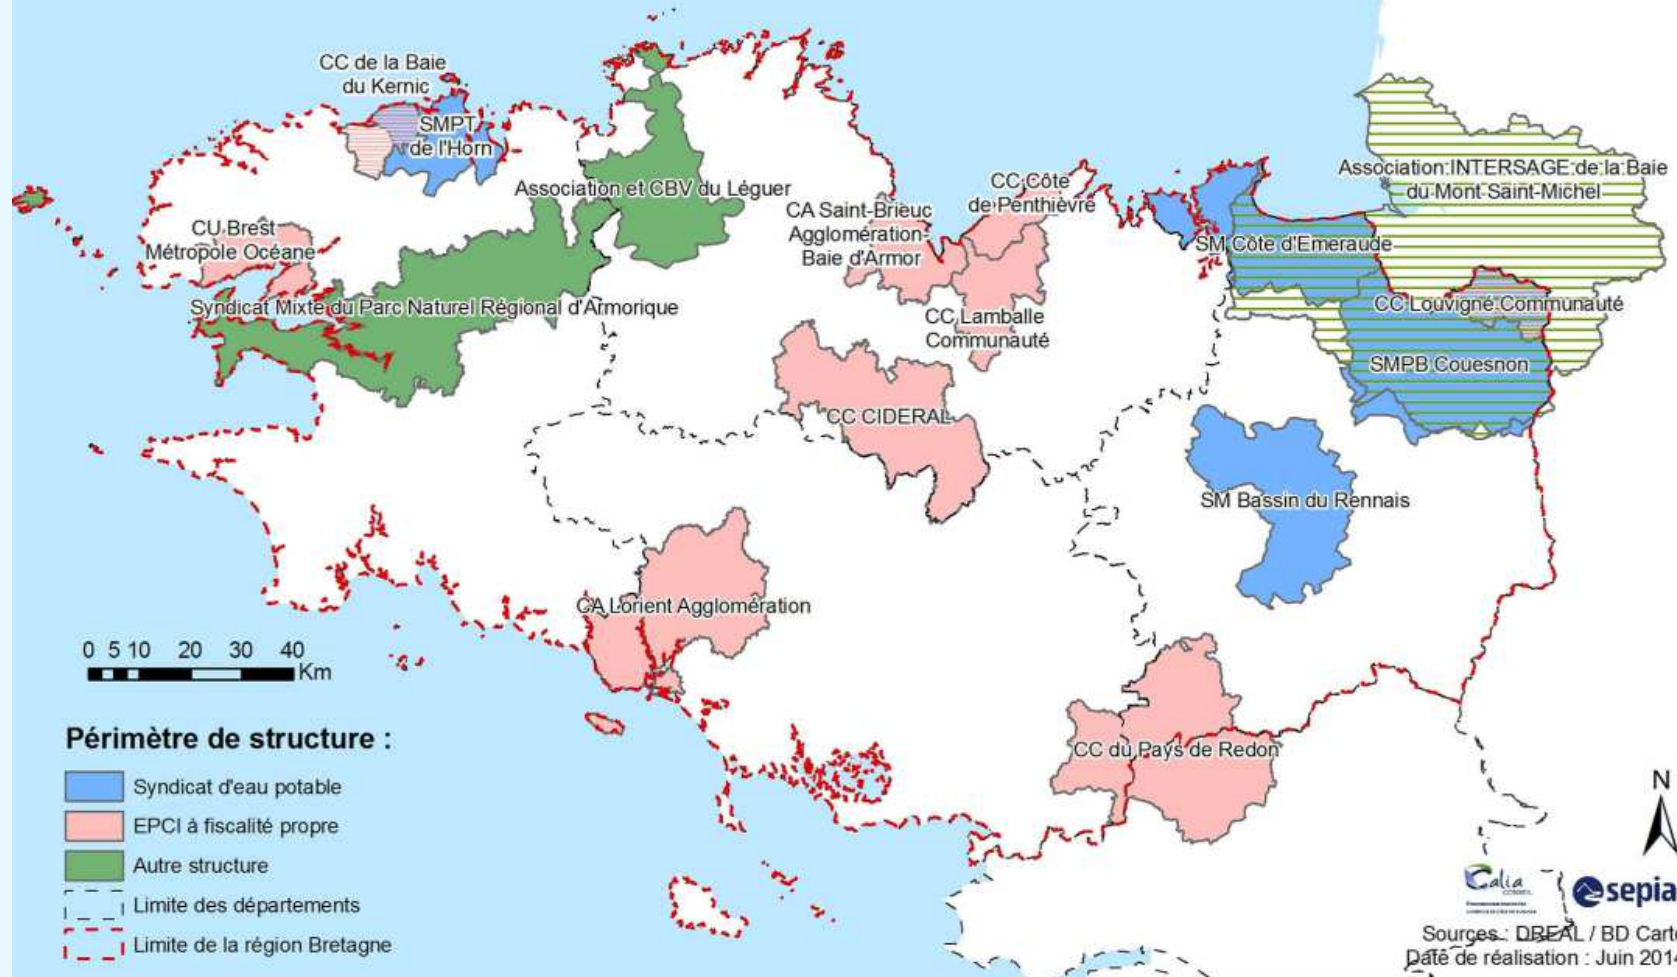 CC de la Baie
du Kernic
SMPT
de l'Horn
Association et CBV du Léguer
CU Brest
Métropole Océane
Syndicat Mixte du Parc Naturel Régional d'Armorique
CA Saint-Brieuc
Agglomération-
Baie d'Armor
CC Côte
de Penthièvre
CC Lamballe
Communauté
CC CIDERAL
Association INTERSAGE de la Baie
du Mont Saint-Michel
SM Côte d'Emeraude
CC Louvigné Communauté
SMPB Couesnon
SM Bassin du Rennais
CA Lorient Agglomération
CC du Pays de Redon
0 5 10 20 30 40
Km
Périmètre de structure :
Syndicat d'eau potable
EPCI à fiscalité propre
Autre structure
Limite des départements
Limite de la région Bretagne
N
Calia
CONSEIL
sepia
Sources : DREAL / BD Cart
Date de réalisation : Juin 201